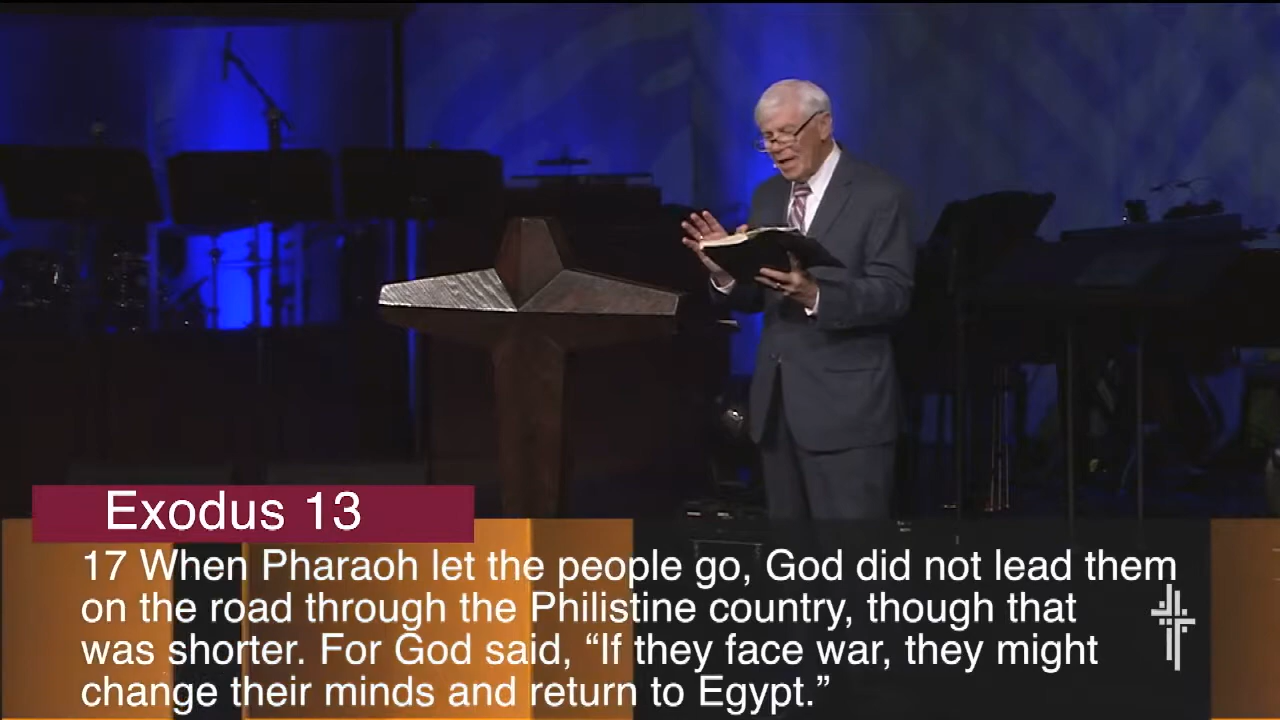 Exodus 13
17 When Pharaoh let the people go, God did not lead them
on the road through the Philistine country, though that
was shorter. For God said, “If they face war, they might
change their minds and return to Egypt.”